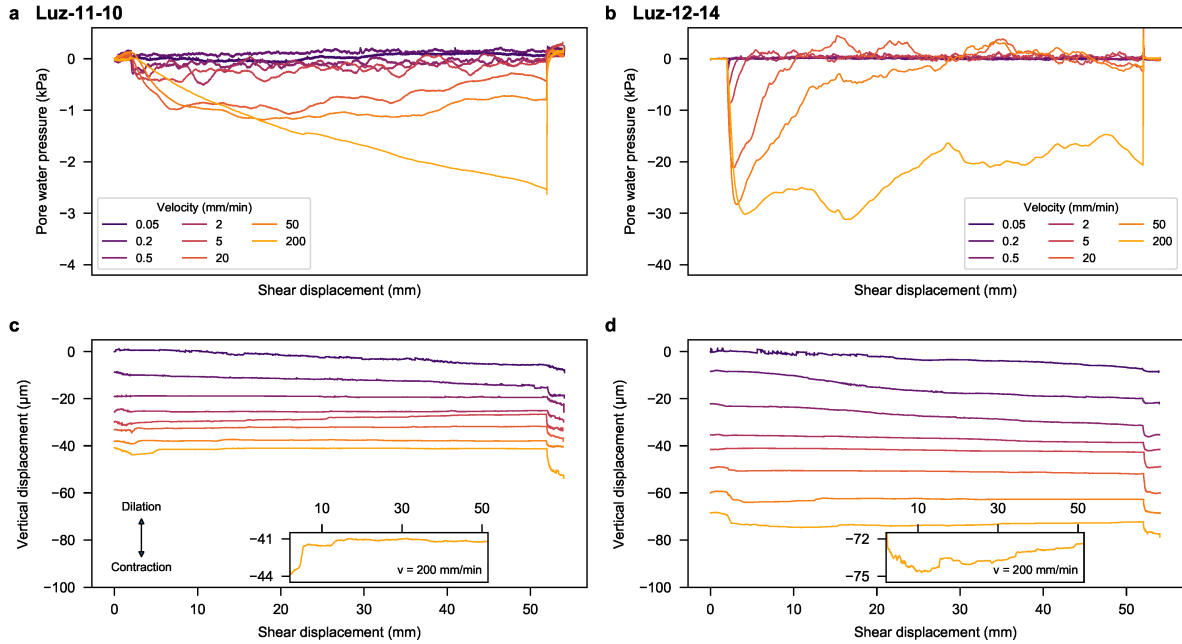 a Luz-11-10
b Luz-12-14
Pore water pressure (kPa)
0
−1
−2
−3
−4
Velocity (mm/min)
0.05 2 50
0.2 5 200
0.5 20
Shear displacement (mm)
Pore water pressure (kPa)
0
−10
−20
−30
−40
Velocity (mm/min)
0.05 2 50
0.2 5 200
0.5 20
Shear displacement (mm)
c
Vertical displacement (μm)
0
−20
−40
−60
−80
−100
Dilation
Contraction
10 30 50
−41
−44
v = 200 mm/min
0 10 20 30 40 50
Shear displacement (mm)
d
Vertical displacement (μm)
0
−20
−40
−60
−80
−100
10 30 50
−72
−75
v = 200 mm/min
0 10 20 30 40 50
Shear displacement (mm)